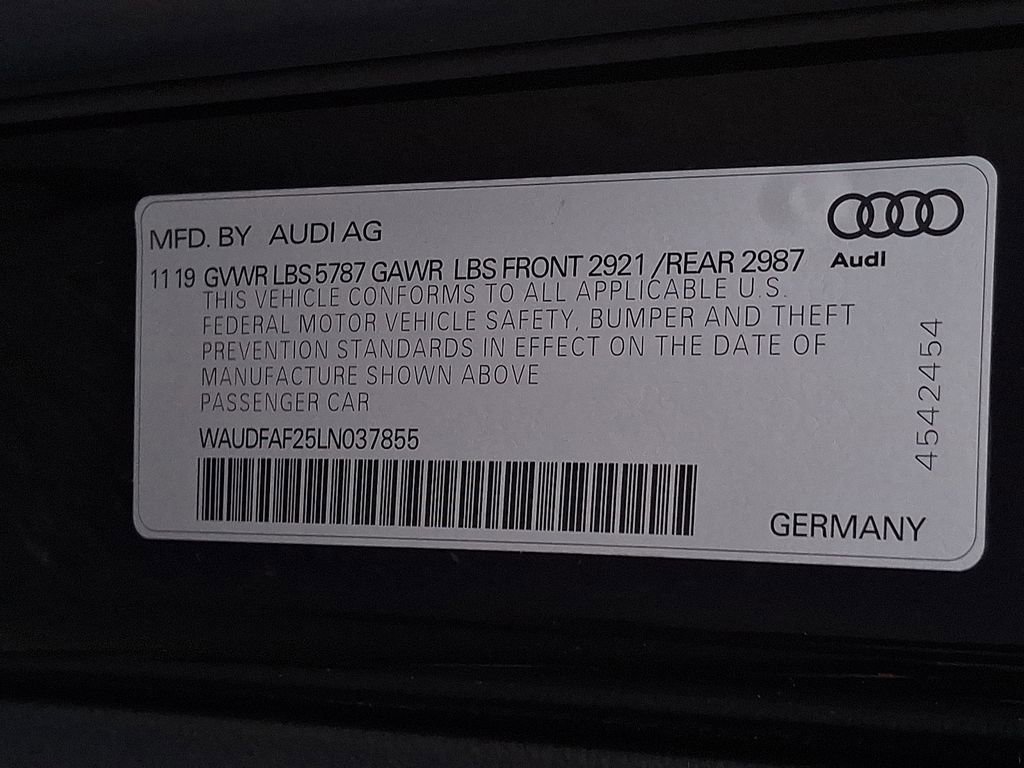 MFD. BY AUDI AG
11 19 GVWR LBS 5787 GAWR LBS FRONT 2921 /REAR 2987
Audi
THIS VEHICLE CONFORMS TO ALL APPLICABLE U.S.
FEDERAL MOTOR VEHICLE SAFETY, BUMPER AND THEFT
PREVENTION STANDARDS IN EFFECT ON THE DATE OF
MANUFACTURE SHOWN ABOVE
PASSENGER CAR
WAUDFAF25LN037855
4542454
GERMANY